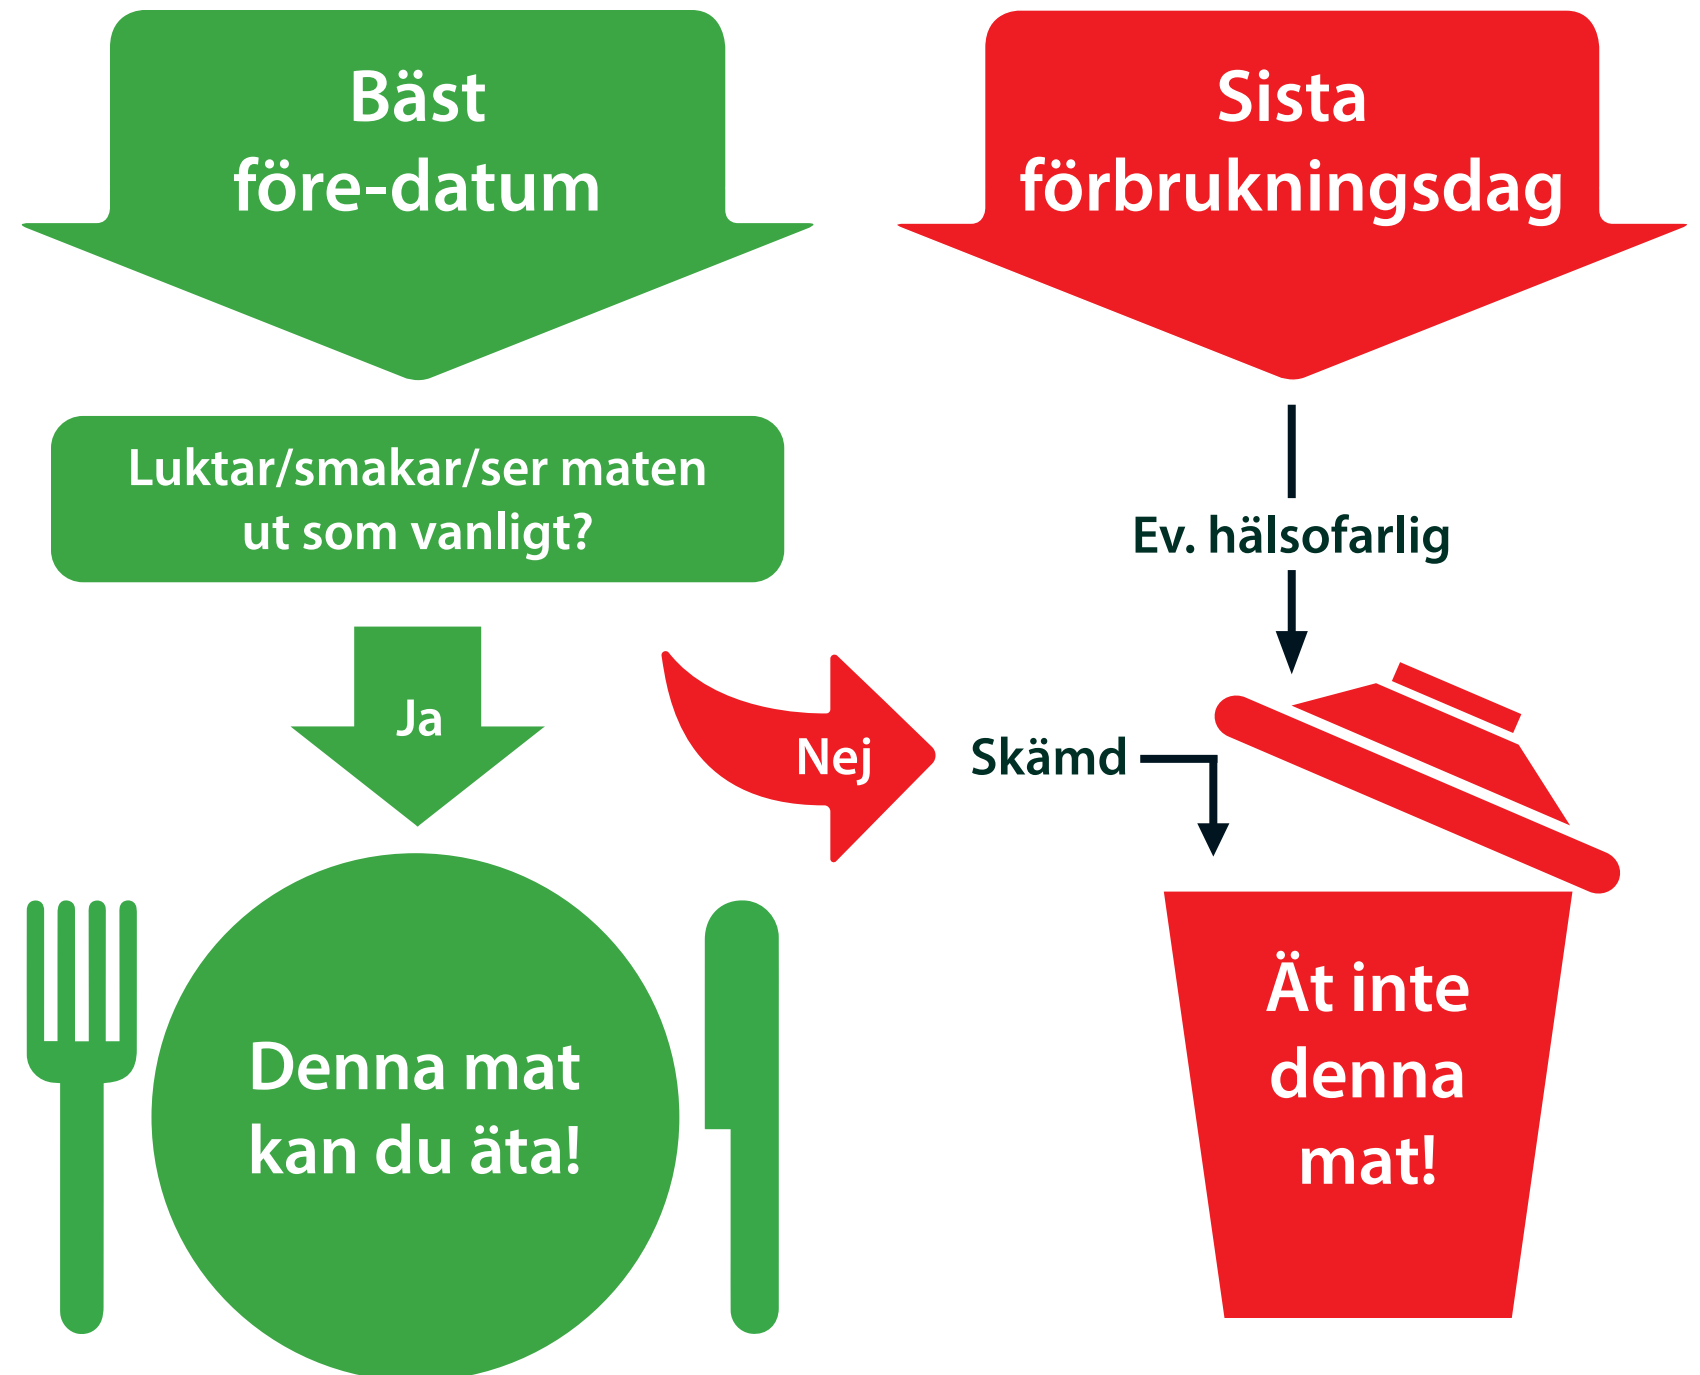 Bäst
före-datum
Luktar/smakar/ser maten
ut som vanligt?
Ja
Nej
Denna mat
kan du äta!
Sista
förbrukningsdag
Ev. hälsofarlig
Skämd
Ät inte
denna
mat!